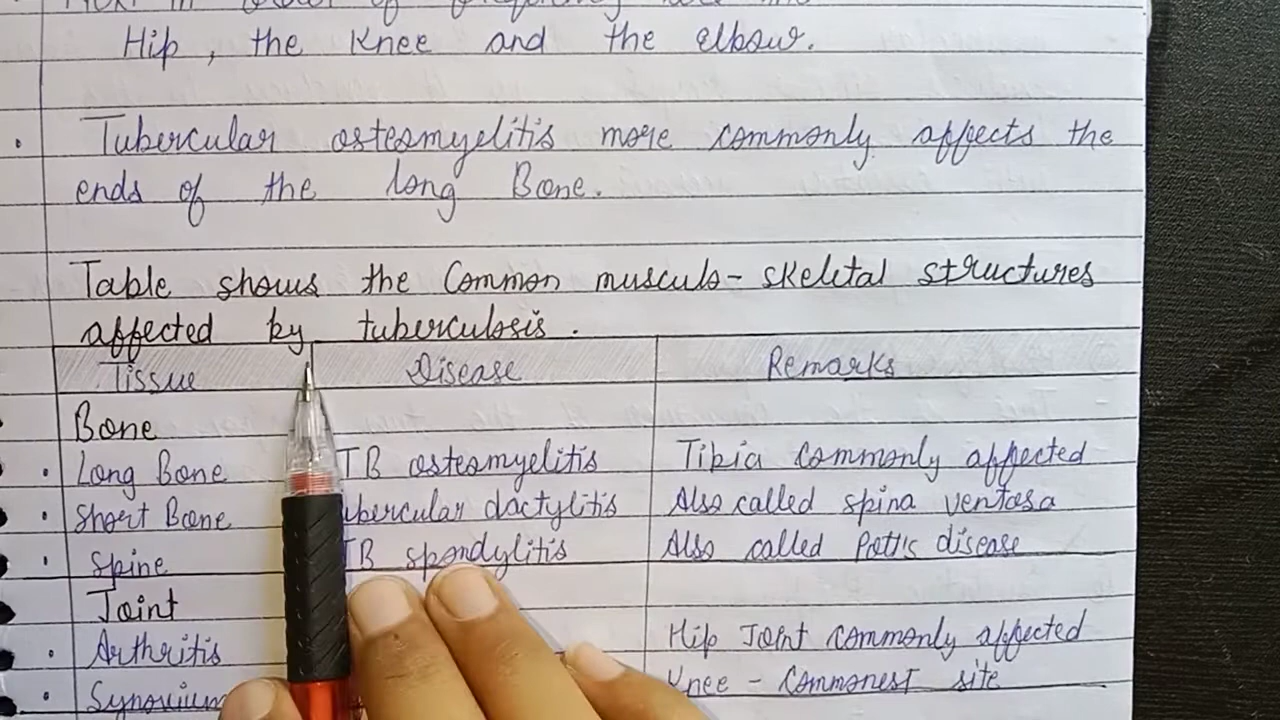 Hip, the Knee and the elbow.
Tubercular osteomyelitis more commonly affects the
ends of the long Bone.
Table shows the Common musculo-skeletal structures
affected by tuberculosis.
Tissue Disease Remarks
Bone
Long Bone TB osteomyelitis Tibia commonly affected
Short Bone ubercular dactylitis Also called spina ventosa
Spine TB spondylitis Also called Pott's disease
Joint
Arthritis Hip Joint commonly affected
Synovium Knee - Commonest site